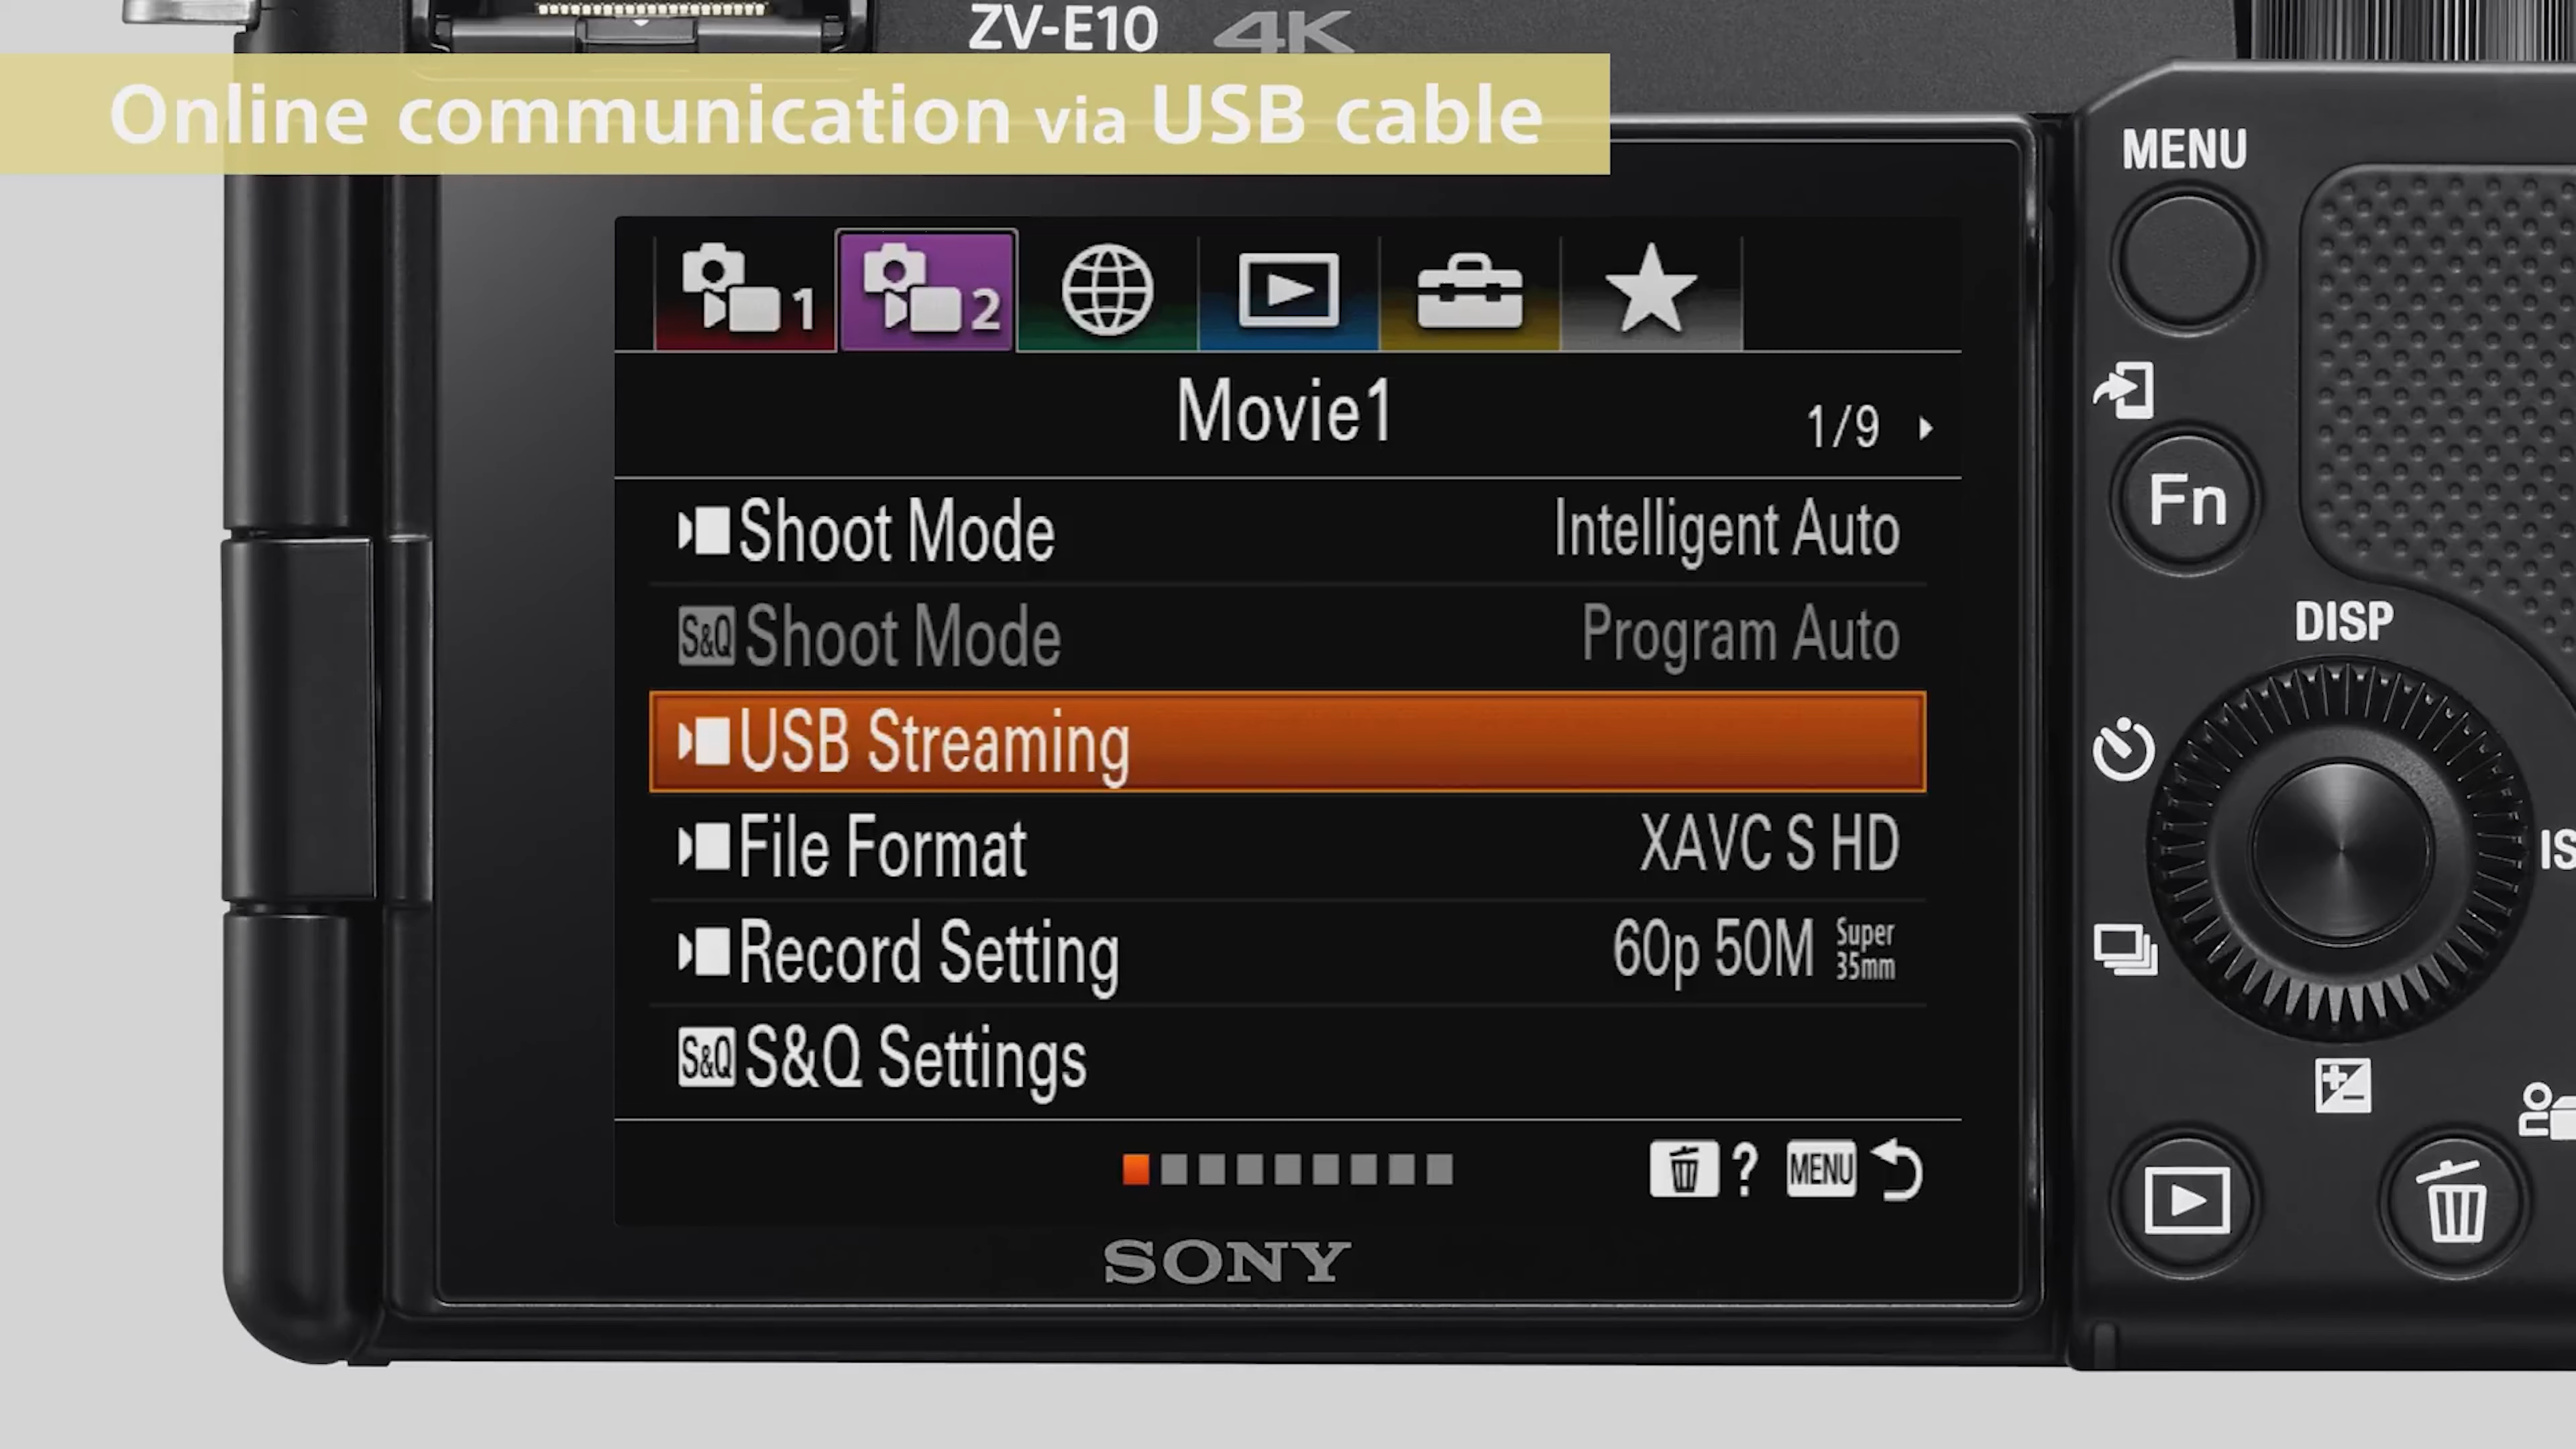 ZV-E10 4K
Online communication via USB cable
MENU
1
2
Movie1
1/9
Shoot Mode Intelligent Auto
S&Q Shoot Mode Program Auto
USB Streaming
File Format XAVC S HD
Record Setting 60p 50M Super 35mm
S&Q S&Q Settings
? MENU
SONY
Fn
DISP